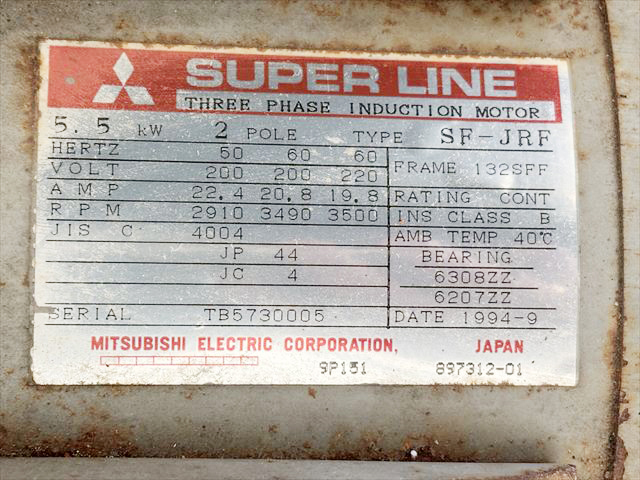 SUPER LINE
THREE PHASE INDUCTION MOTOR
5.5 kW 2 POLE TYPE SF-JRF
HERTZ 50 60 60
VOLT 200 200 220
AMP 22.4 20.8 19.8
RPM 2910 3490 3500
JIS C 4004
JP 44
JC 4
FRAME 132SFF
RATING CONT
INS CLASS B
AMB TEMP 40℃
BEARING
6308ZZ
6207ZZ
SERIAL TB5730005 DATE 1994-9
MITSUBISHI ELECTRIC CORPORATION, JAPAN
9P151 897312-01